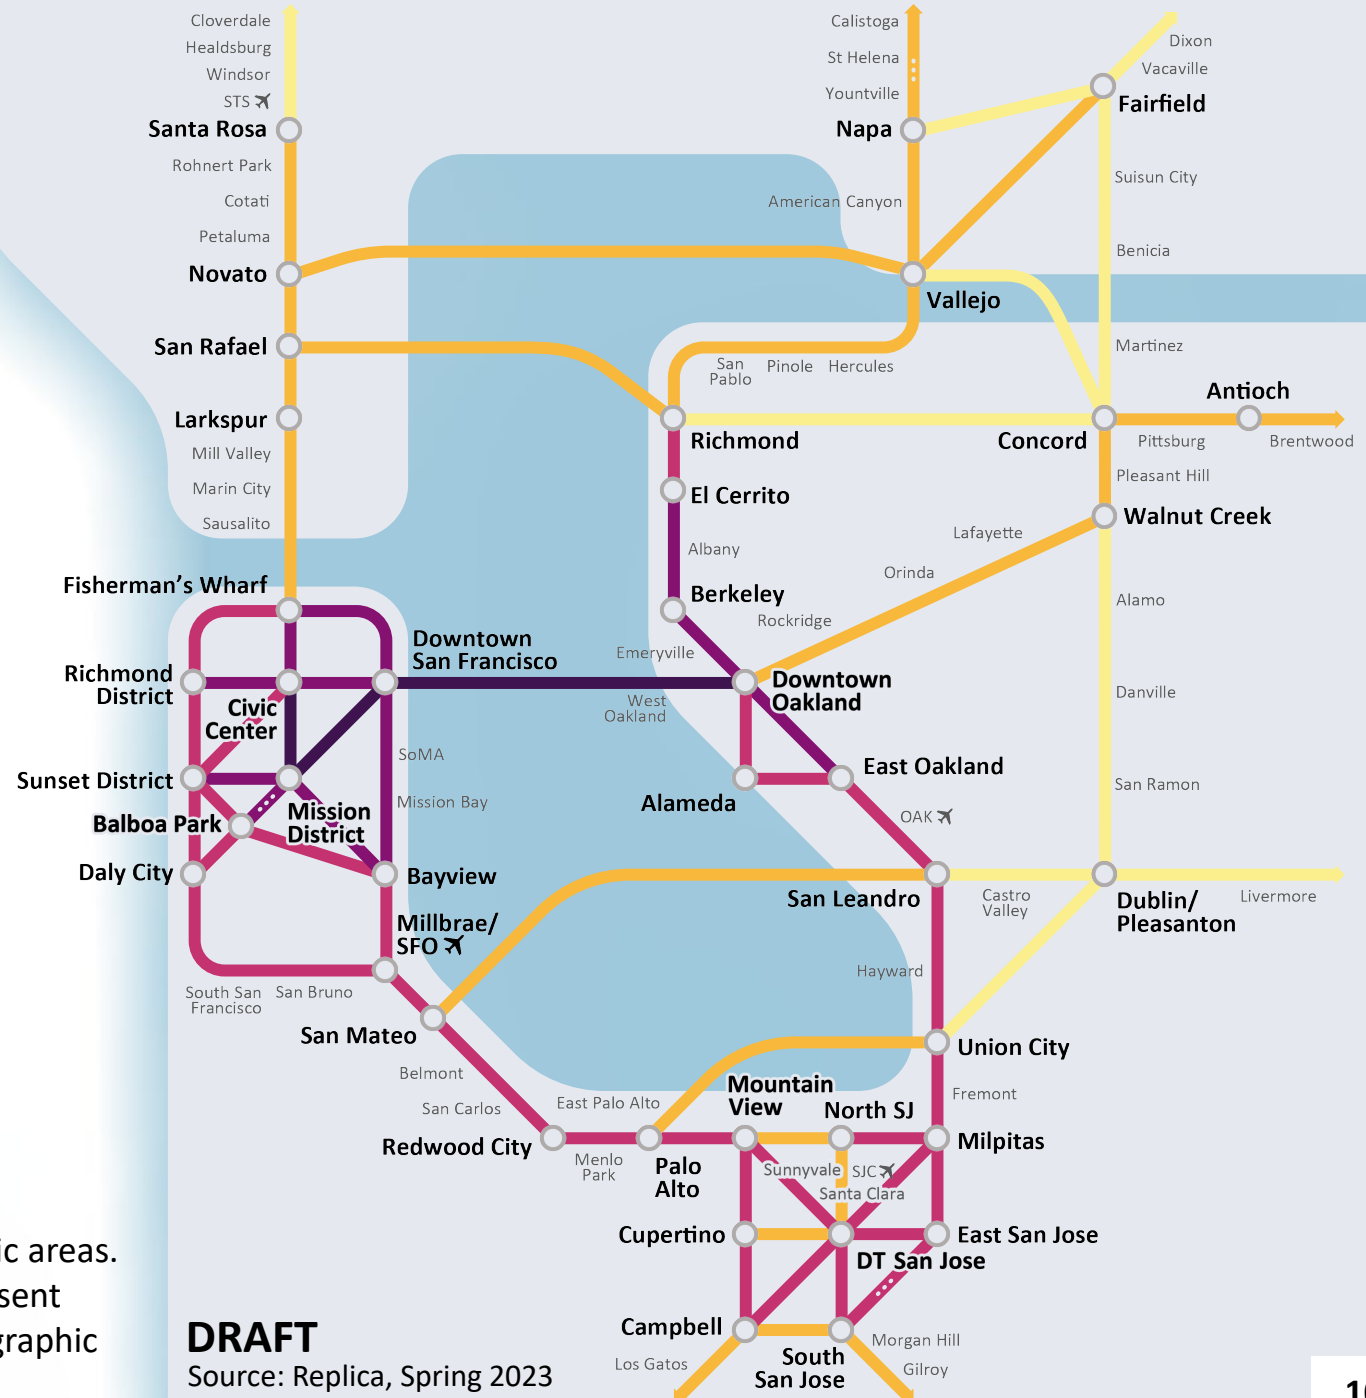 Cloverdale
Healdsburg
Windsor
STS
Santa Rosa
Rohnert Park
Cotati
Petaluma
Novato
San Rafael
Larkspur
Mill Valley
Marin City
Sausalito
Calistoga
St Helena
Yountville
Napa
American Canyon
Vallejo
Dixon
Vacaville
Fairfield
Suisun City
Benicia
Martinez
San
Pablo
Pinole
Hercules
Richmond
Concord
Antioch
Pittsburg
Brentwood
Pleasant Hill
Walnut Creek
El Cerrito
Albany
Berkeley
Lafayette
Orinda
Rockridge
Emeryville
Alamo
Danville
San Ramon
Fisherman's Wharf
Richmond
District
Civic
Center
Downtown
San Francisco
West
Oakland
Downtown
Oakland
SoMA
Mission Bay
Sunset District
Balboa Park
Mission
District
Daly City
Bayview
Alameda
East Oakland
OAK
San Leandro
Castro
Valley
Dublin/
Pleasanton
Livermore
Millbrae/
SFO
South San
Francisco
San Bruno
San Mateo
Hayward
Union City
Belmont
San Carlos
East Palo Alto
Redwood City
Menlo
Park
Palo
Alto
Mountain
View
North SJ
Fremont
Milpitas
Sunnyvale
SJC
Santa Clara
Cupertino
DT San Jose
East San Jose
Campbell
Los Gatos
South
San Jose
Morgan Hill
Gilroy
ic areas.
sent
graphic
DRAFT
Source: Replica, Spring 2023